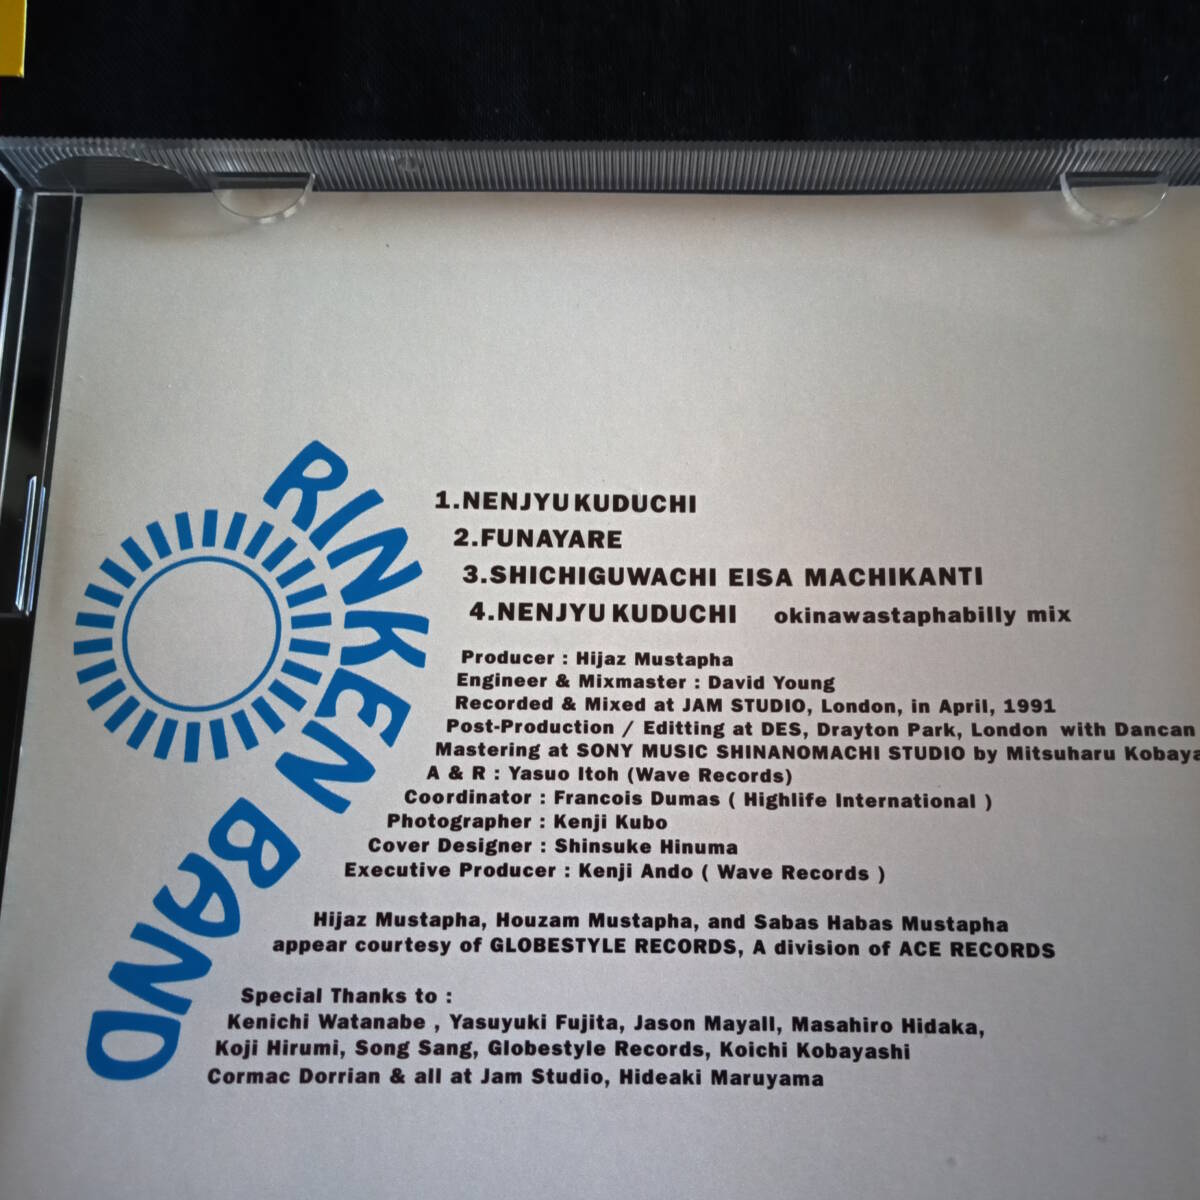 RINKEN BAND
1.NENJYU KUDUCHI
2.FUNAYARE
3.SHICHIGUWACHI EISA MACHIKANTI
4.NENJYU KUDUCHI okinawastaphabilly mix
Producer : Hijaz Mustapha
Engineer & Mixmaster : David Young
Recorded & Mixed at JAM STUDIO, London, in April, 1991
Post-Production / Editting at DES, Drayton Park, London with Dancan
Mastering at SONY MUSIC SHINANOMACHI STUDIO by Mitsuharu
A & R : Yasuo Itoh (Wave Records)
Coordinator : Francois Dumas ( Highlife International )
Photographer : Kenji Kubo
Cover Designer : Shinsuke Hinuma
Executive Producer : Kenji Ando ( Wave Records )
Hijaz Mustapha, Houzam Mustapha, and Sabas Habas Mustapha
appear courtesy of GLOBESTYLE RECORDS, A division of ACE RECORDS
Special Thanks to :
Kenichi Watanabe , Yasuyuki Fujita, Jason Mayall, Masahiro Hidaka,
Koji Hirumi, Song Sang, Globestyle Records, Koichi Kobayashi
Cormac Dorrian & all at Jam Studio, Hideaki Maruyama